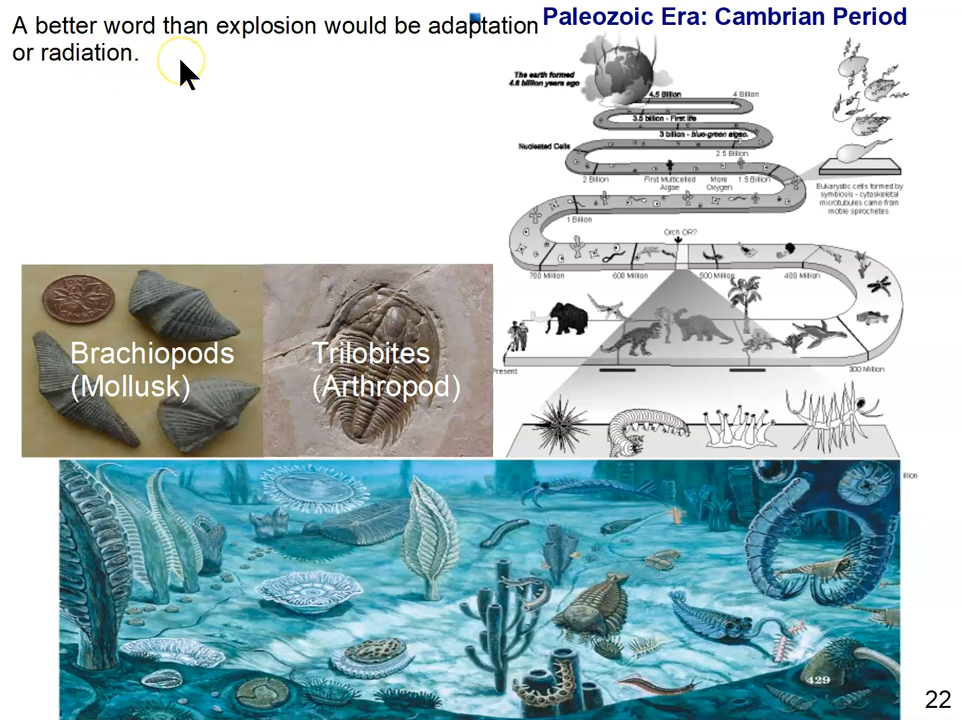 A better word than explosion would be adaptation
or radiation.
Paleozoic Era: Cambrian Period
The earth formed
4.6 billion years ago
4.5 Billion
4 Billion
3.5 billion - First life
3 billion - blue-green algae.
Nucleated Cells
2.5 Billion
2 Billion
First Multicelled
Algae
More
Oxygen
1.5 Billion
Eukaryotic cells formed by
symbiosis - cytoskeletal
microtubules came from
motile spirochetes.
1 Billion
Orch OR?
700 Million
600 Million
500 Million
400 Million
Present
300 Million
Brachiopods
(Mollusk)
Trilobites
(Arthropod)
illion
429
22